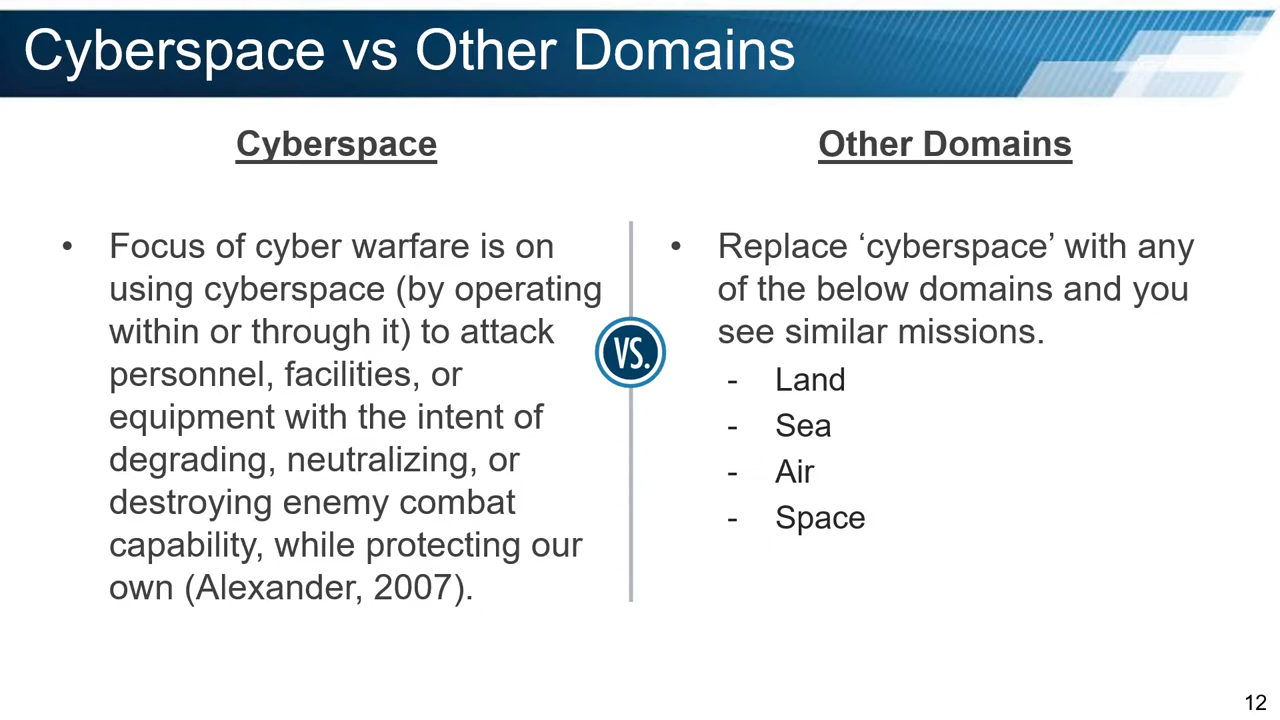 Cyberspace vs Other Domains
Cyberspace
• Focus of cyber warfare is on
using cyberspace (by operating
within or through it) to attack
personnel, facilities, or
equipment with the intent of
degrading, neutralizing, or
destroying enemy combat
capability, while protecting our
own (Alexander, 2007).
VS.
Other Domains
• Replace ‘cyberspace’ with any
of the below domains and you
see similar missions.
- Land
- Sea
- Air
- Space
12